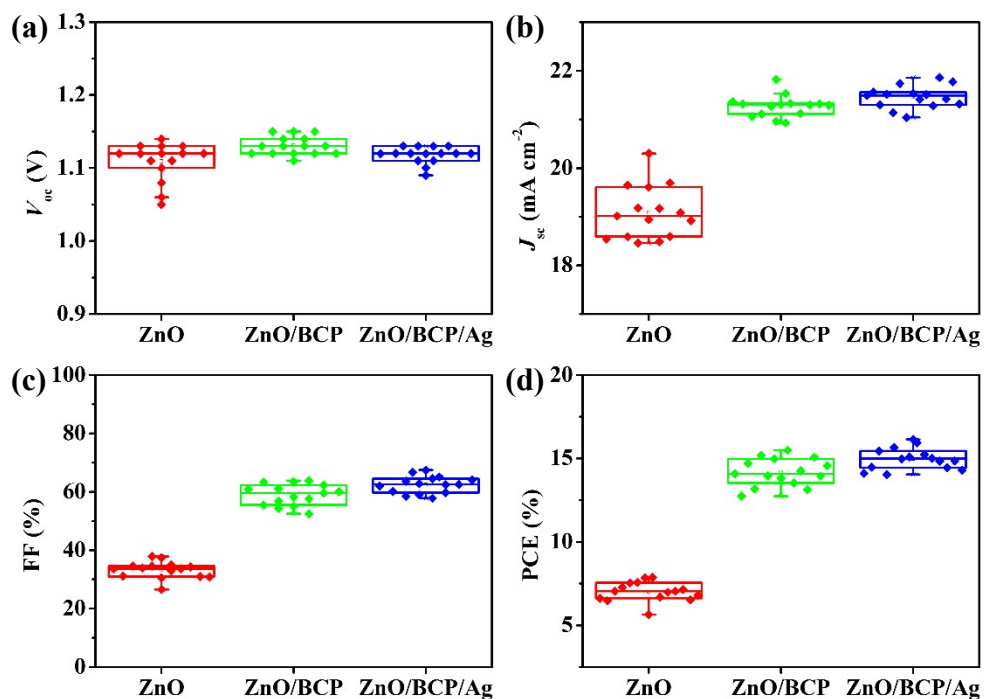 (a)
1.3
1.2
1.1
1.0
0.9
Voc (V)
ZnO ZnO/BCP ZnO/BCP/Ag
(b)
22
20
18
Jsc (mA cm−2)
ZnO ZnO/BCP ZnO/BCP/Ag
(c)
100
80
60
40
20
0
FF (%)
ZnO ZnO/BCP ZnO/BCP/Ag
(d)
20
15
10
5
PCE (%)
ZnO ZnO/BCP ZnO/BCP/Ag